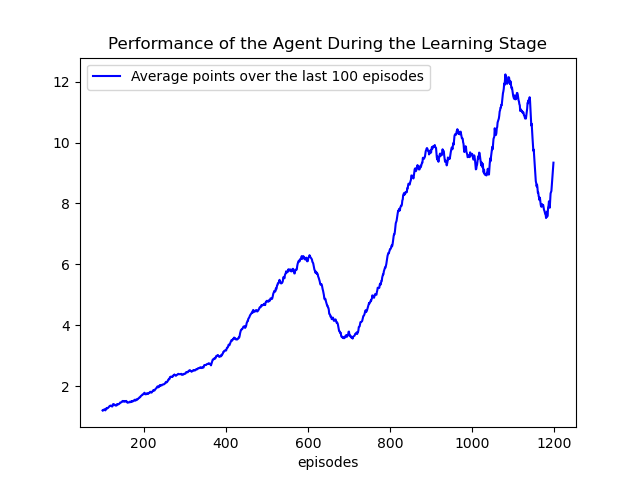 Performance of the Agent During the Learning Stage
Average points over the last 100 episodes
12
10
8
6
4
2
200 400 600 800 1000 1200
episodes